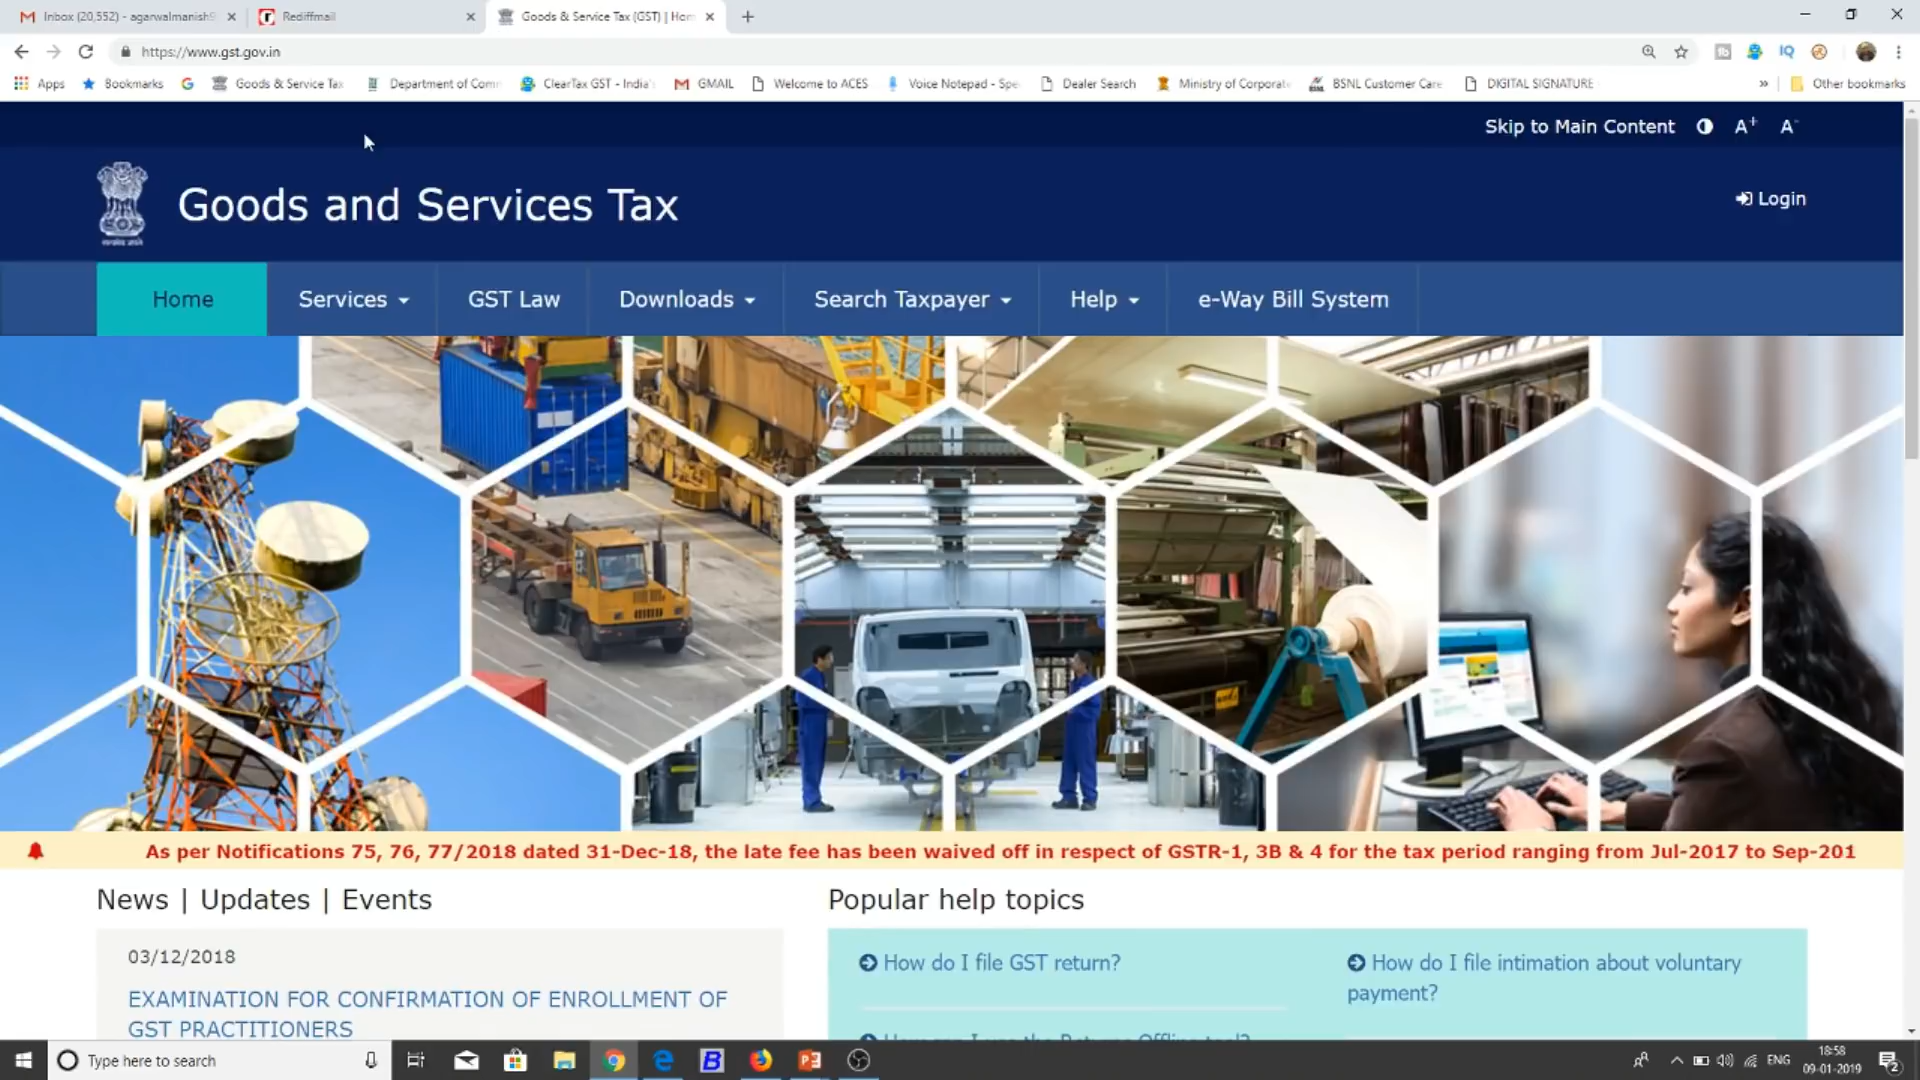 Inbox (20,552) - agarwalmanish
Rediffmail
Goods & Service Tax (GST) | Hom
https://www.gst.gov.in
Apps
Bookmarks
Goods & Service Tax
Department of Comm
ClearTax GST - India's
GMAIL
Welcome to ACES
Voice Notepad - Spe
Dealer Search
Ministry of Corporat
BSNL Customer Care
DIGITAL SIGNATURE
»
Other bookmarks
Skip to Main Content
A+
A-
Goods and Services Tax
Login
Home
Services
GST Law
Downloads
Search Taxpayer
Help
e-Way Bill System
As per Notifications 75, 76, 77/2018 dated 31-Dec-18, the late fee has been waived off in respect of GSTR-1, 3B & 4 for the tax period ranging from Jul-2017 to Sep-201
News | Updates | Events
Popular help topics
03/12/2018
EXAMINATION FOR CONFIRMATION OF ENROLLMENT OF
GST PRACTITIONERS
How do I file GST return?
How do I file intimation about voluntary
payment?
Type here to search
ENG
18:58
09-01-2019
2